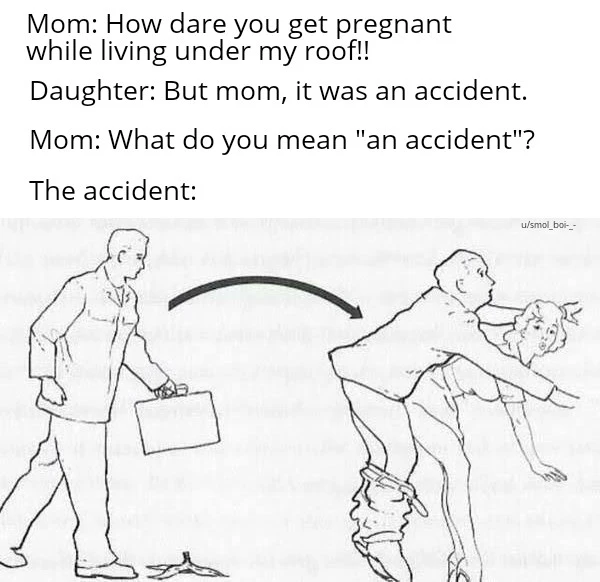 Mom: How dare you get pregnant
while living under my roof!!
Daughter: But mom, it was an accident.
Mom: What do you mean "an accident"?
The accident:
u/smol_boi-_-